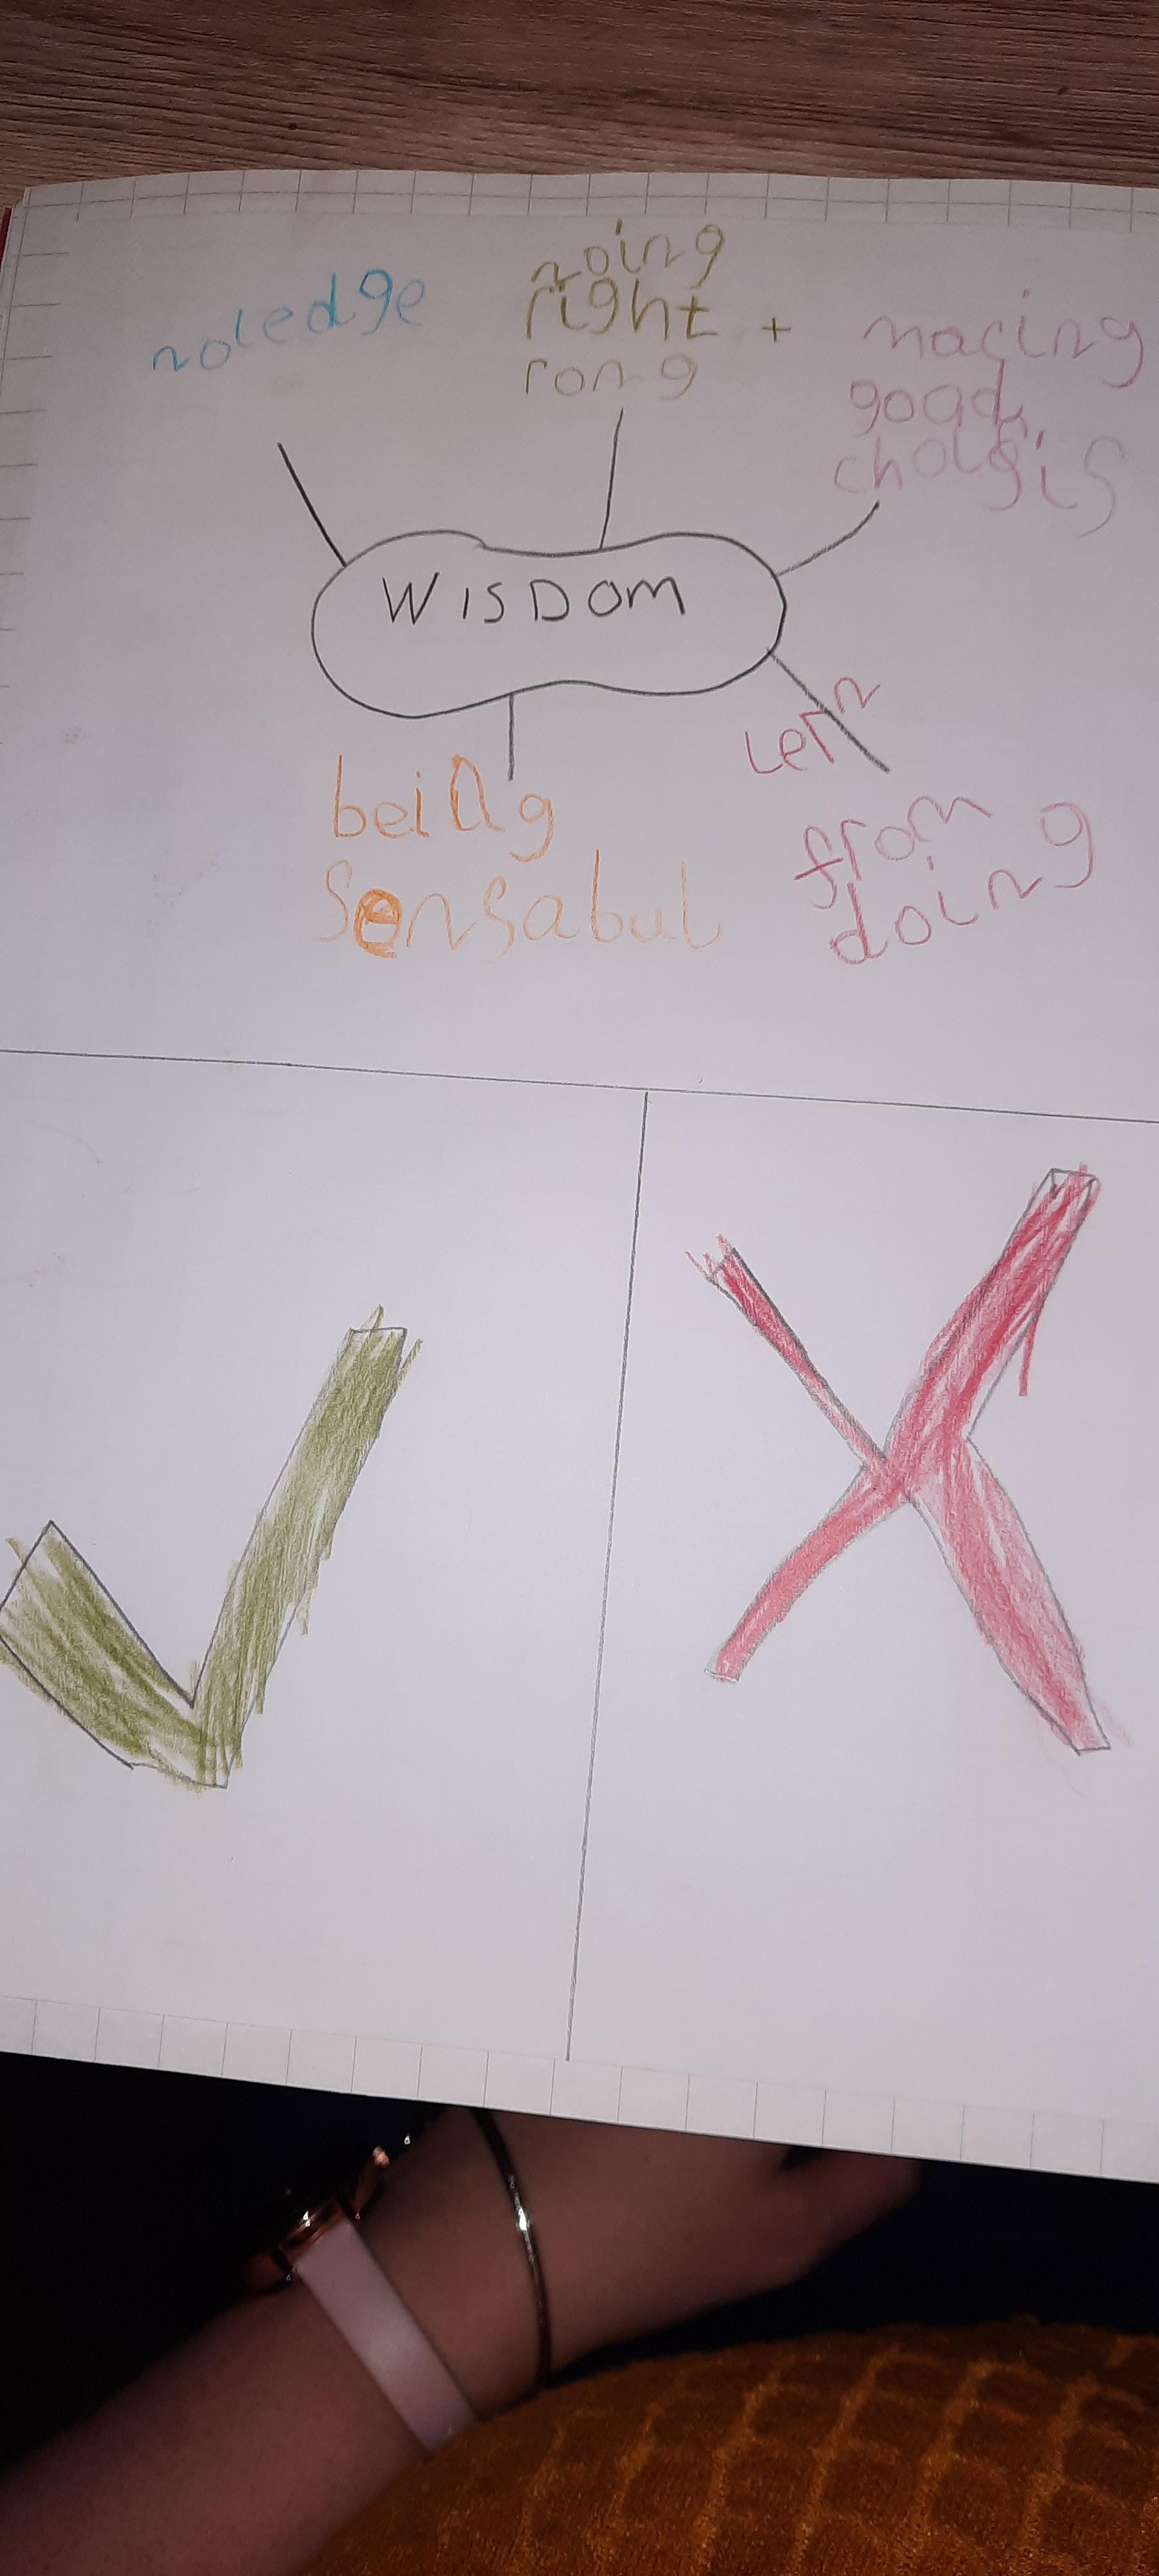 noledge
noing
right +
rong
macing
good
choisis
WISDOM
lern
from
doing
being
sensabul